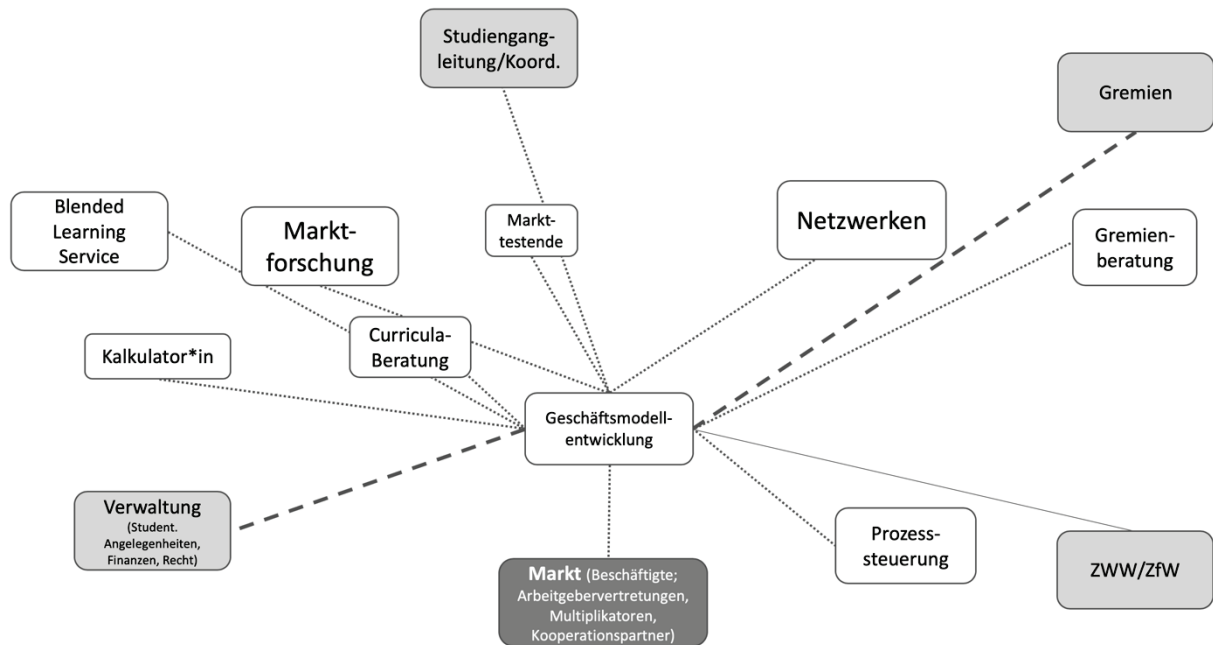 Studiengang-
leitung/Koord.
Gremien
Blended
Learning
Service
Markt-
forschung
Markt-
testende
Netzwerken
Gremien-
beratung
Kalkulator*in
Curricula-
Beratung
Geschäftsmodell-
entwicklung
Verwaltung
(Student.
Angelegenheiten,
Finanzen, Recht)
Markt (Beschäftigte;
Arbeitgebervertretungen,
Multiplikatoren,
Kooperationspartner)
Prozess-
steuerung
ZWW/ZfW